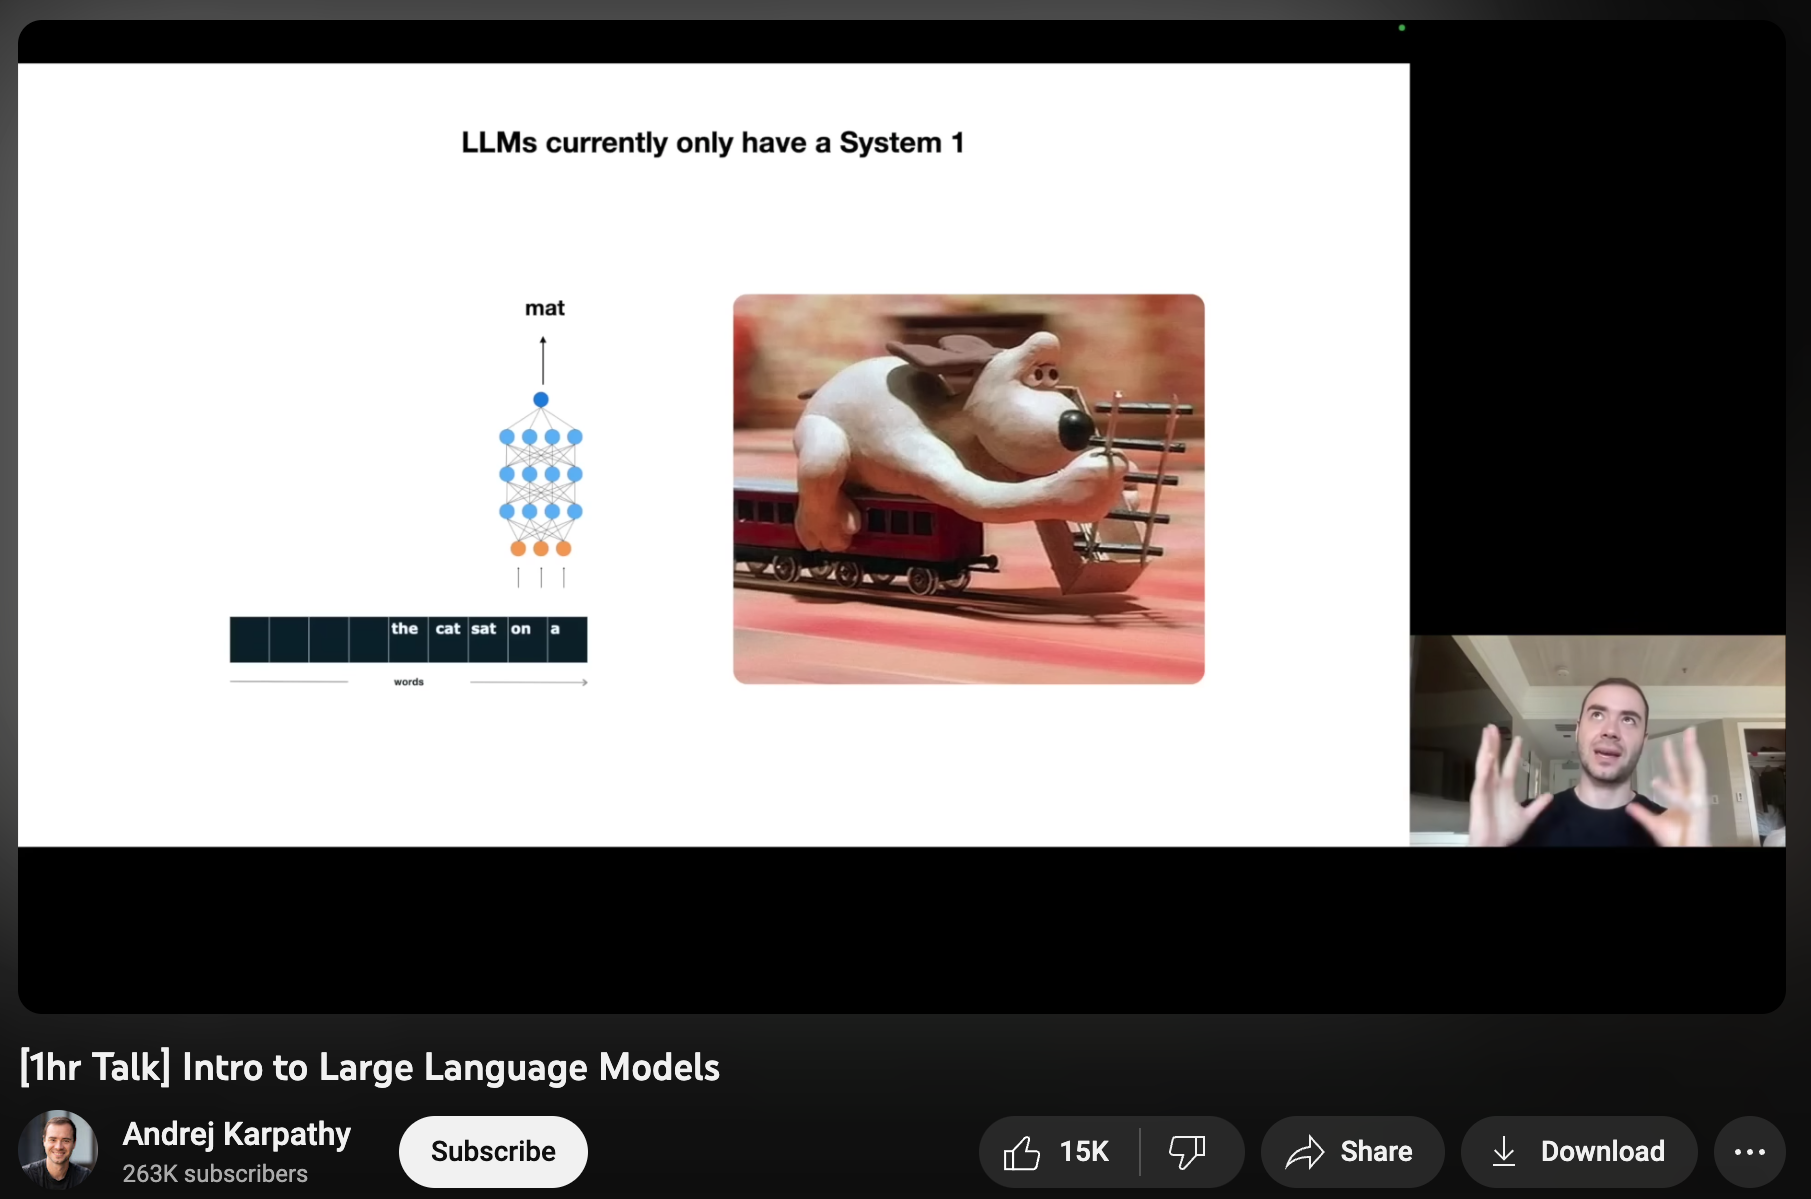 LLMs currently only have a System 1
mat
the cat sat on a
words
[1hr Talk] Intro to Large Language Models
Andrej Karpathy
263K subscribers
Subscribe
15K
Share
Download